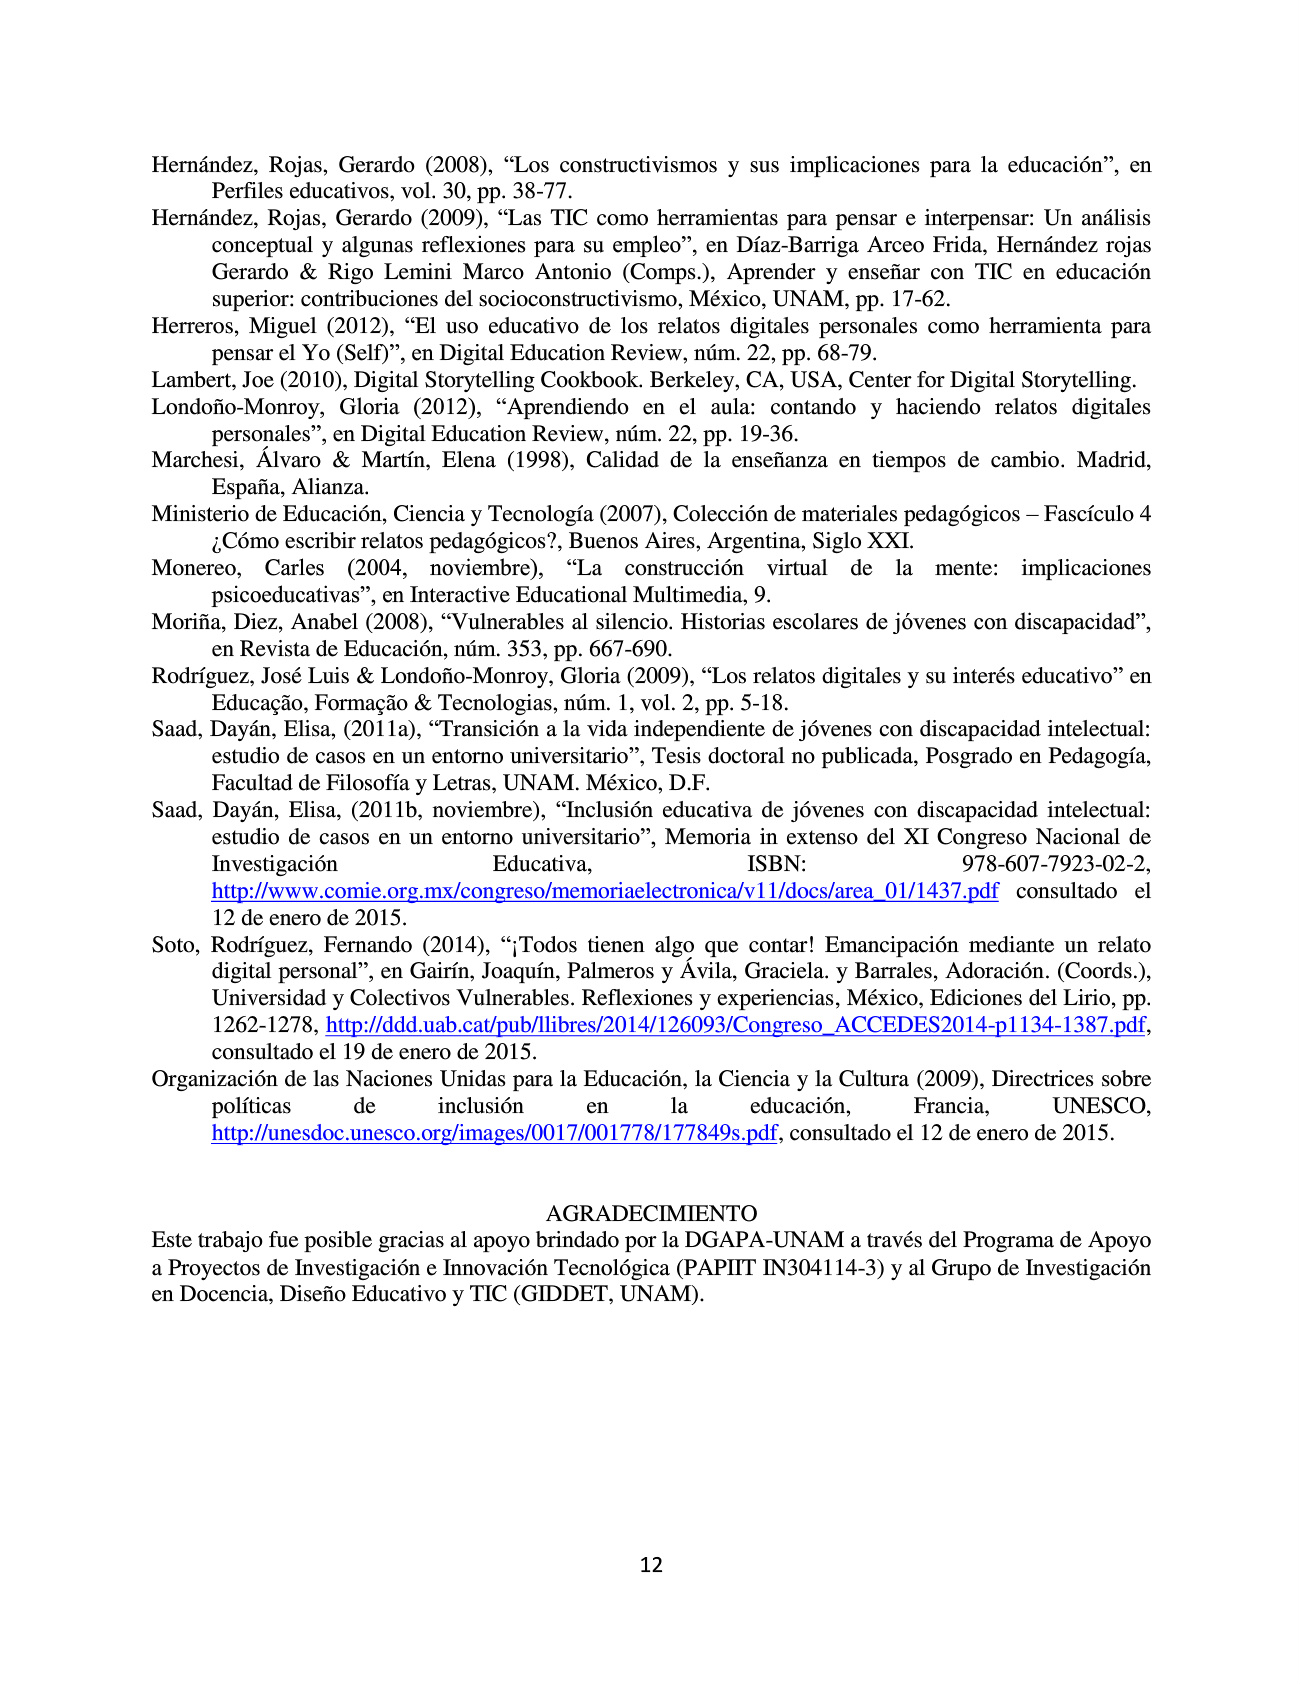 Hernández, Rojas, Gerardo (2008), “Los constructivismos y sus implicaciones para la educación”, en
Perfiles educativos, vol. 30, pp. 38-77.
Hernández, Rojas, Gerardo (2009), “Las TIC como herramientas para pensar e interpensar: Un análisis
conceptual y algunas reflexiones para su empleo”, en Díaz-Barriga Arceo Frida, Hernández rojas
Gerardo & Rigo Lemini Marco Antonio (Comps.), Aprender y enseñar con TIC en educación
superior: contribuciones del socioconstructivismo, México, UNAM, pp. 17-62.
Herreros, Miguel (2012), “El uso educativo de los relatos digitales personales como herramienta para
pensar el Yo (Self)”, en Digital Education Review, núm. 22, pp. 68-79.
Lambert, Joe (2010), Digital Storytelling Cookbook. Berkeley, CA, USA, Center for Digital Storytelling.
Londoño-Monroy, Gloria (2012), “Aprendiendo en el aula: contando y haciendo relatos digitales
personales”, en Digital Education Review, núm. 22, pp. 19-36.
Marchesi, Álvaro & Martín, Elena (1998), Calidad de la enseñanza en tiempos de cambio. Madrid,
España, Alianza.
Ministerio de Educación, Ciencia y Tecnología (2007), Colección de materiales pedagógicos – Fascículo 4
¿Cómo escribir relatos pedagógicos?, Buenos Aires, Argentina, Siglo XXI.
Monereo, Carles (2004, noviembre), “La construcción virtual de la mente: implicaciones
psicoeducativas”, en Interactive Educational Multimedia, 9.
Moriña, Diez, Anabel (2008), “Vulnerables al silencio. Historias escolares de jóvenes con discapacidad”,
en Revista de Educación, núm. 353, pp. 667-690.
Rodríguez, José Luis & Londoño-Monroy, Gloria (2009), “Los relatos digitales y su interés educativo” en
Educação, Formação & Tecnologias, núm. 1, vol. 2, pp. 5-18.
Saad, Dayán, Elisa, (2011a), “Transición a la vida independiente de jóvenes con discapacidad intelectual:
estudio de casos en un entorno universitario”, Tesis doctoral no publicada, Posgrado en Pedagogía,
Facultad de Filosofía y Letras, UNAM. México, D.F.
Saad, Dayán, Elisa, (2011b, noviembre), “Inclusión educativa de jóvenes con discapacidad intelectual:
estudio de casos en un entorno universitario”, Memoria in extenso del XI Congreso Nacional de
Investigación Educativa, ISBN: 978-607-7923-02-2,
http://www.comie.org.mx/congreso/memoriaelectronica/v11/docs/area_01/1437.pdf consultado el
12 de enero de 2015.
Soto, Rodríguez, Fernando (2014), “¡Todos tienen algo que contar! Emancipación mediante un relato
digital personal”, en Gairín, Joaquín, Palmeros y Ávila, Graciela. y Barrales, Adoración. (Coords.),
Universidad y Colectivos Vulnerables. Reflexiones y experiencias, México, Ediciones del Lirio, pp.
1262-1278, http://ddd.uab.cat/pub/llibres/2014/126093/Congreso_ACCEDES2014-p1134-1387.pdf,
consultado el 19 de enero de 2015.
Organización de las Naciones Unidas para la Educación, la Ciencia y la Cultura (2009), Directrices sobre
políticas de inclusión en la educación, Francia, UNESCO,
http://unesdoc.unesco.org/images/0017/001778/177849s.pdf, consultado el 12 de enero de 2015.
AGRADECIMIENTO
Este trabajo fue posible gracias al apoyo brindado por la DGAPA-UNAM a través del Programa de Apoyo
a Proyectos de Investigación e Innovación Tecnológica (PAPIIT IN304114-3) y al Grupo de Investigación
en Docencia, Diseño Educativo y TIC (GIDDET, UNAM).
12